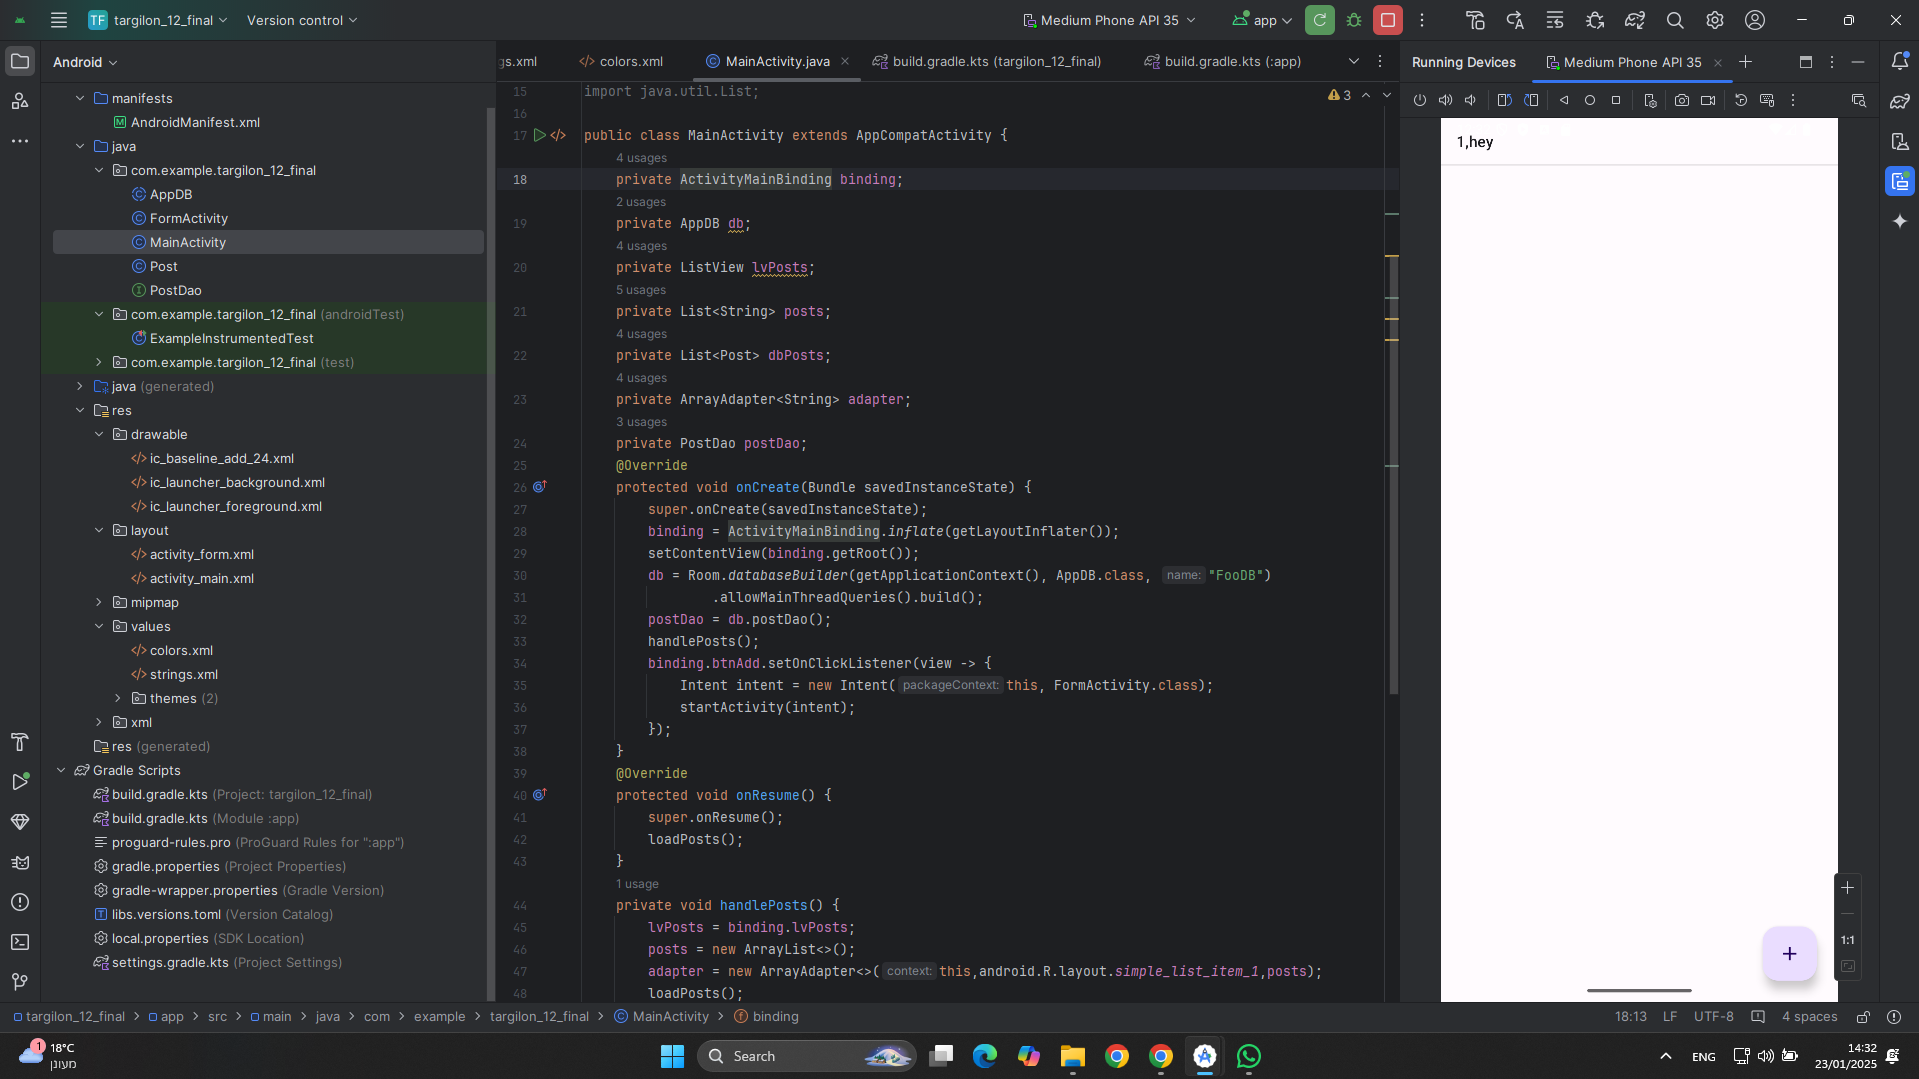 TF targilon_12_final Version control Medium Phone API 35 app
Android
manifests
AndroidManifest.xml
java
com.example.targilon_12_final
AppDB
FormActivity
MainActivity
Post
PostDao
com.example.targilon_12_final (androidTest)
ExampleInstrumentedTest
com.example.targilon_12_final (test)
java (generated)
res
drawable
ic_baseline_add_24.xml
ic_launcher_background.xml
ic_launcher_foreground.xml
layout
activity_form.xml
activity_main.xml
mipmap
values
colors.xml
strings.xml
themes (2)
xml
res (generated)
Gradle Scripts
build.gradle.kts (Project: targilon_12_final)
build.gradle.kts (Module :app)
proguard-rules.pro (ProGuard Rules for ":app")
gradle.properties (Project Properties)
gradle-wrapper.properties (Gradle Version)
libs.versions.toml (Version Catalog)
local.properties (SDK Location)
settings.gradle.kts (Project Settings)
gs.xml colors.xml MainActivity.java build.gradle.kts (targilon_12_final) build.gradle.kts (:app)
3
15 import java.util.List;
16
17 public class MainActivity extends AppCompatActivity {
4 usages
18 private ActivityMainBinding binding;
2 usages
19 private AppDB db;
4 usages
20 private ListView lvPosts;
5 usages
21 private List<String> posts;
4 usages
22 private List<Post> dbPosts;
4 usages
23 private ArrayAdapter<String> adapter;
3 usages
24 private PostDao postDao;
25 @Override
26 protected void onCreate(Bundle savedInstanceState) {
27 super.onCreate(savedInstanceState);
28 binding = ActivityMainBinding.inflate(getLayoutInflater());
29 setContentView(binding.getRoot());
30 db = Room.databaseBuilder(getApplicationContext(), AppDB.class, name: "FooDB")
31 .allowMainThreadQueries().build();
32 postDao = db.postDao();
33 handlePosts();
34 binding.btnAdd.setOnClickListener(view -> {
35 Intent intent = new Intent( packageContext: this, FormActivity.class);
36 startActivity(intent);
37 });
38 }
39 @Override
40 protected void onResume() {
41 super.onResume();
42 loadPosts();
43 }
1 usage
44 private void handlePosts() {
45 lvPosts = binding.lvPosts;
46 posts = new ArrayList<>();
47 adapter = new ArrayAdapter<>( context: this,android.R.layout.simple_list_item_1,posts);
48 loadPosts();
Running Devices Medium Phone API 35
1,hey
+
1:1
targilon_12_final > app > src > main > java > com > example > targilon_12_final > MainActivity > binding
18:13 LF UTF-8 4 spaces
1
18°C
מעונן
Search
ENG
14:32
23/01/2025